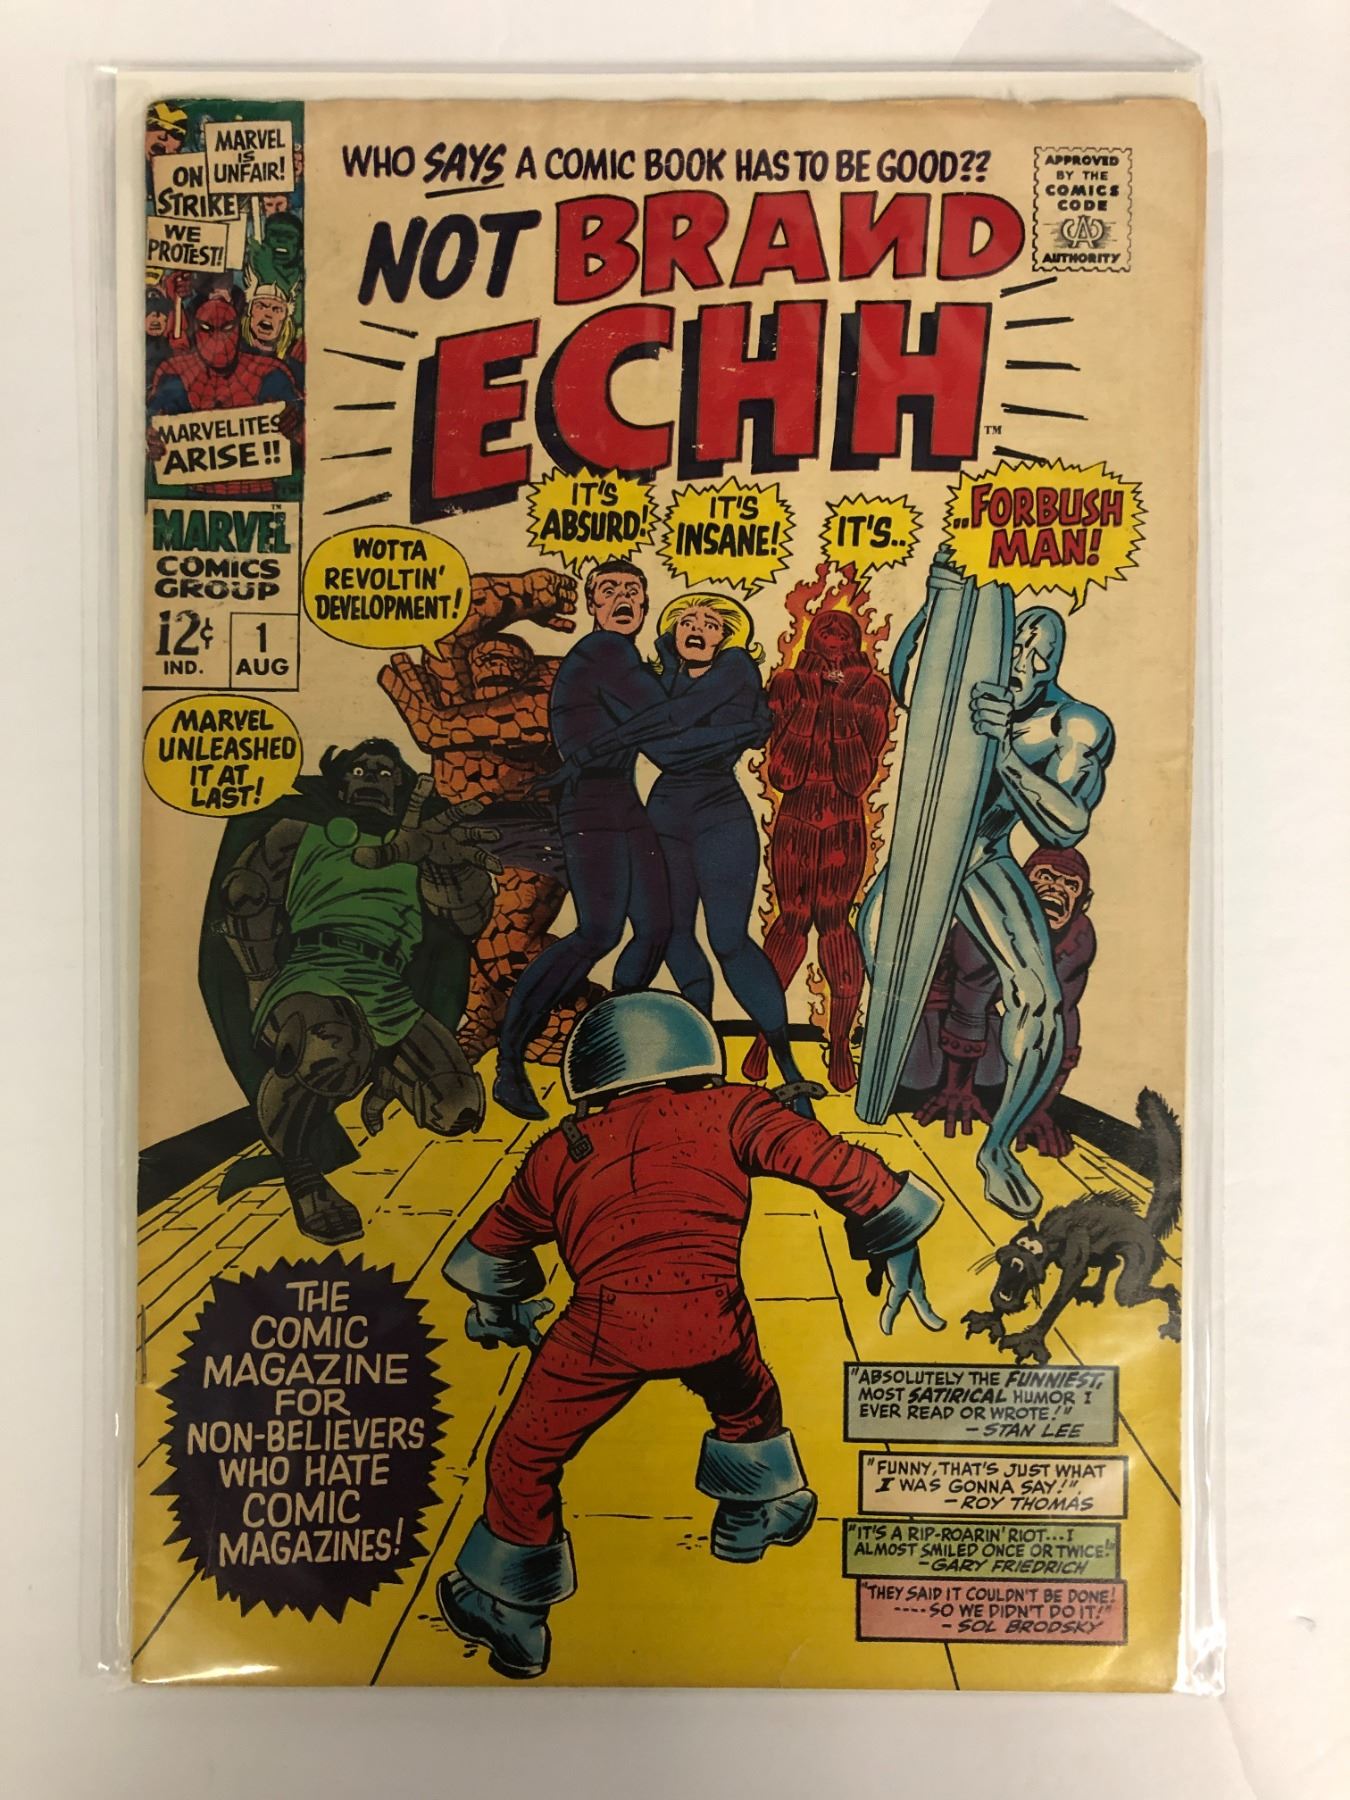 MARVEL
IS
UNFAIR!
ON
STRIKE
WE
PROTEST!
MARVELITES
ARISE!!
MARVEL
COMICS
GROUP
12¢
IND.
1
AUG
WHO SAYS A COMIC BOOK HAS TO BE GOOD??
NOT BRAИD
ECHH
TM
APPROVED
BY THE
COMICS
CODE
AUTHORITY
WOTTA
REVOLTIN'
DEVELOPMENT!
IT'S
ABSURD!
IT'S
INSANE!
IT'S..
..FORBUSH
MAN!
MARVEL
UNLEASHED
IT AT
LAST!
THE
COMIC
MAGAZINE
FOR
NON-BELIEVERS
WHO HATE
COMIC
MAGAZINES!
"ABSOLUTELY THE FUNNIEST,
MOST SATIRICAL HUMOR I
EVER READ OR WROTE!"
- STAN LEE
"FUNNY, THAT'S JUST WHAT
I WAS GONNA SAY!"
- ROY THOMAS
"IT'S A RIP-ROARIN' RIOT...I
ALMOST SMILED ONCE OR TWICE!"
- GARY FRIEDRICH
"THEY SAID IT COULDN'T BE DONE!
----SO WE DIDN'T DO IT!"
- SOL BRODSKY